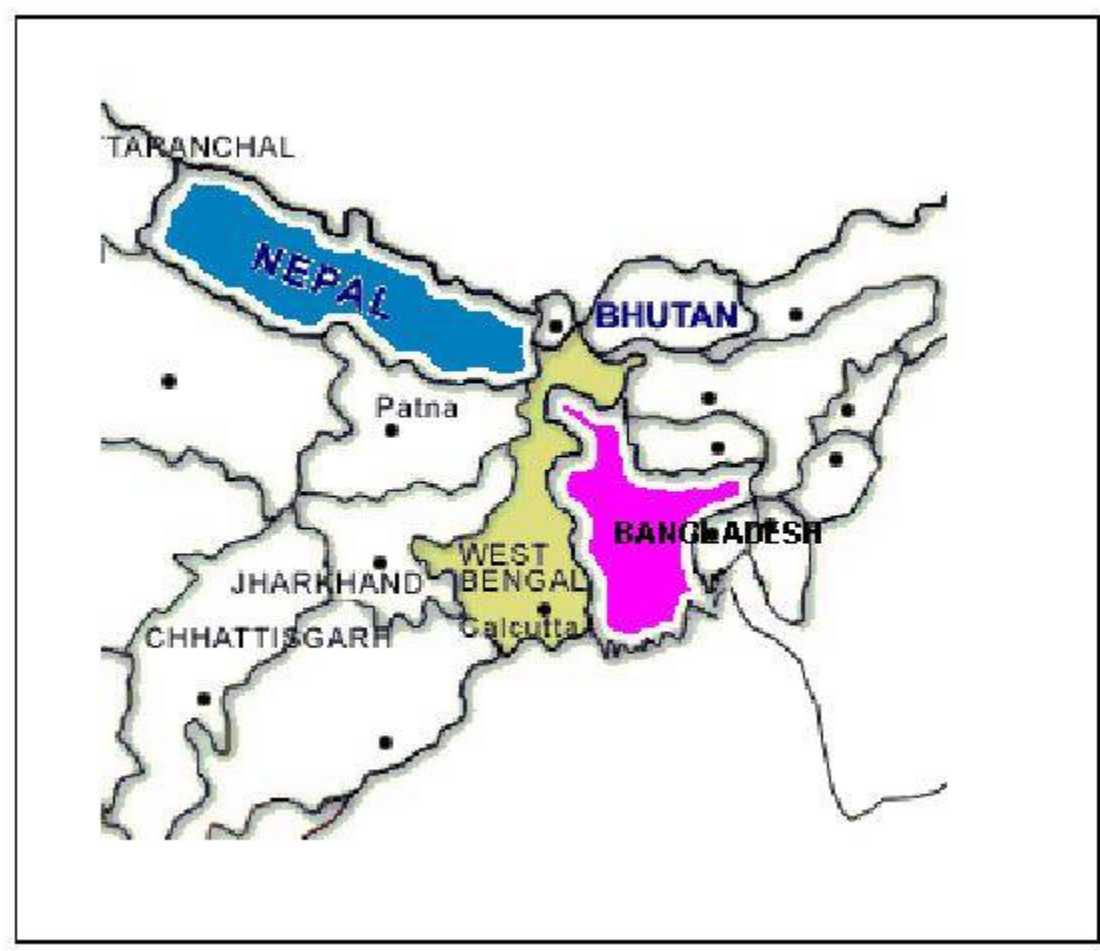 TARANCHAL
NEPAL
BHUTAN
Patna
BANGLADESH
WEST
BENGAL
JHARKHAND
Calcutta
CHHATTISGARH